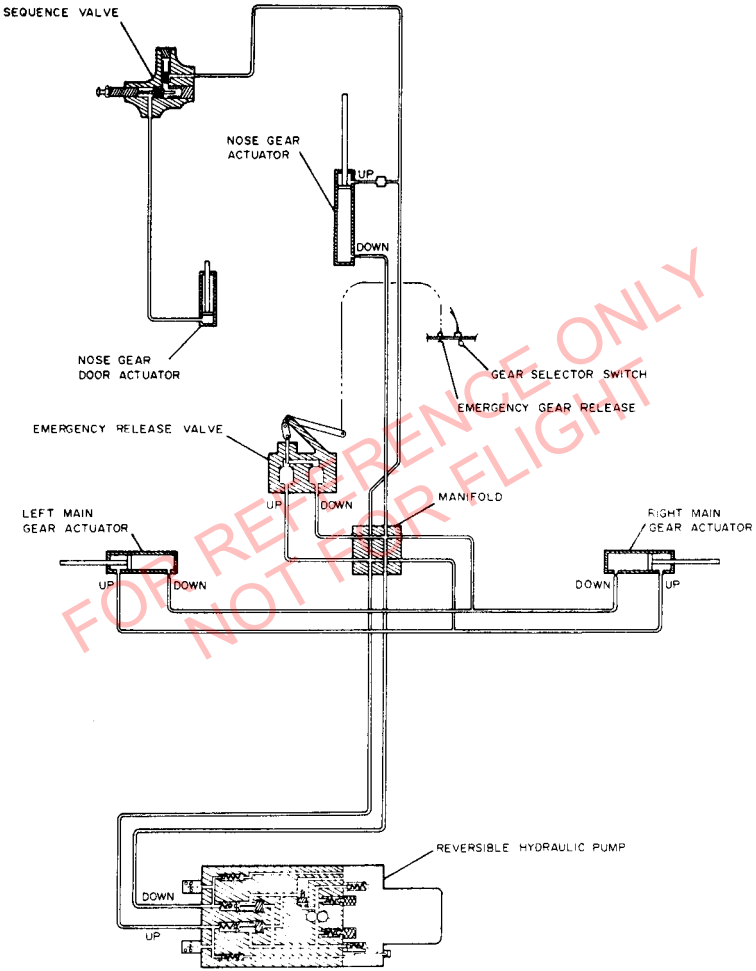 SEQUENCE VALVE
NOSE GEAR
ACTUATOR
UP
DOWN
NOSE GEAR
DOOR ACTUATOR
GEAR SELECTOR SWITCH
EMERGENCY GEAR RELEASE
EMERGENCY RELEASE VALVE
UP
DOWN
MANIFOLD
LEFT MAIN
GEAR ACTUATOR
UP
DOWN
RIGHT MAIN
GEAR ACTUATOR
DOWN
UP
FOR REFERENCE ONLY
NOT FOR FLIGHT
REVERSIBLE HYDRAULIC PUMP
DOWN
UP